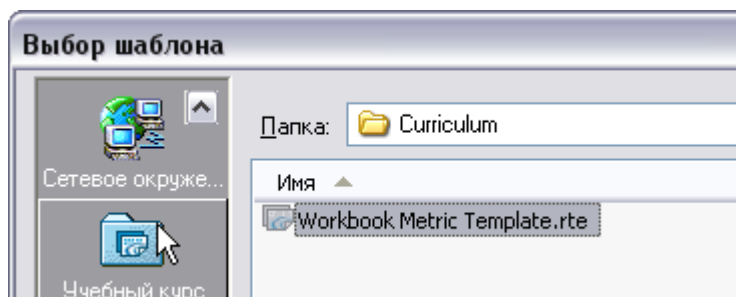 Выбор шаблона
Папка: Curriculum
Сетевое окруже...
Имя
Workbook Metric Template.rte
Учебный курс